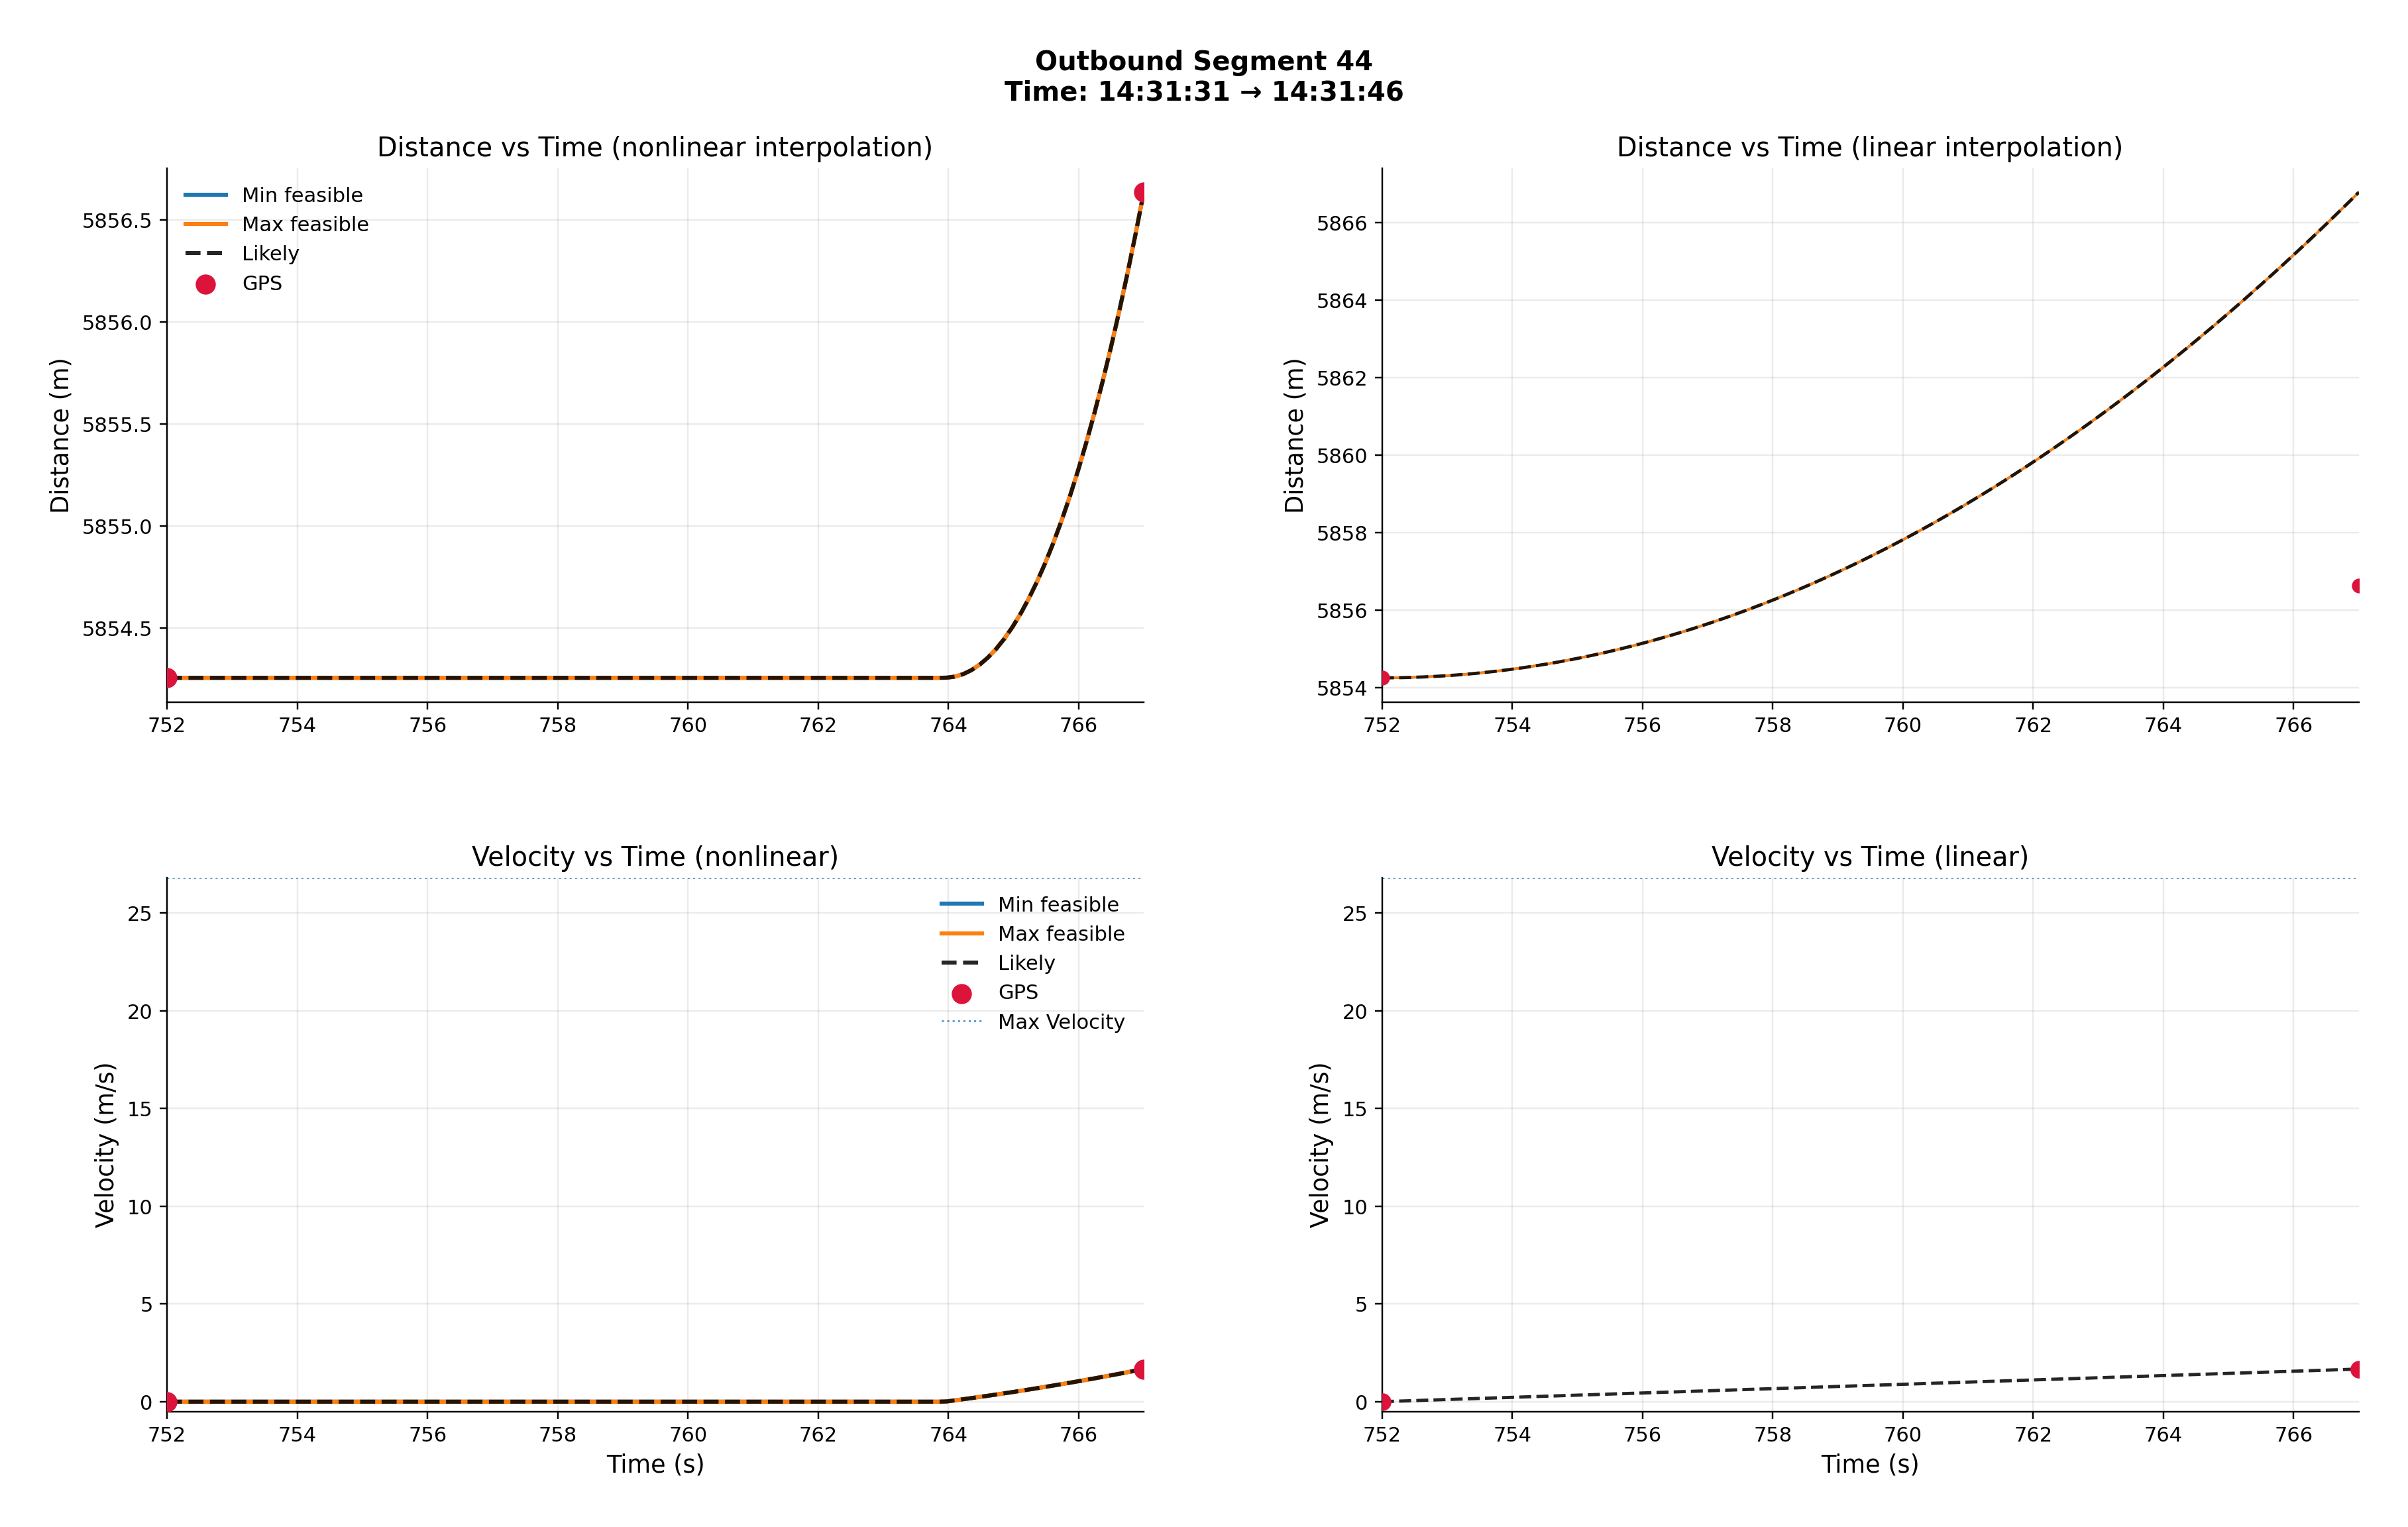 Outbound Segment 44
Time: 14:31:31 → 14:31:46
Distance vs Time (nonlinear interpolation)
Min feasible
Max feasible
Likely
GPS
5856.5
5856.0
5855.5
5855.0
5854.5
Distance (m)
752 754 756 758 760 762 764 766
Distance vs Time (linear interpolation)
5866
5864
5862
5860
5858
5856
5854
Distance (m)
752 754 756 758 760 762 764 766
Velocity vs Time (nonlinear)
Min feasible
Max feasible
Likely
GPS
Max Velocity
25
20
15
10
5
0
Velocity (m/s)
752 754 756 758 760 762 764 766
Time (s)
Velocity vs Time (linear)
25
20
15
10
5
0
Velocity (m/s)
752 754 756 758 760 762 764 766
Time (s)